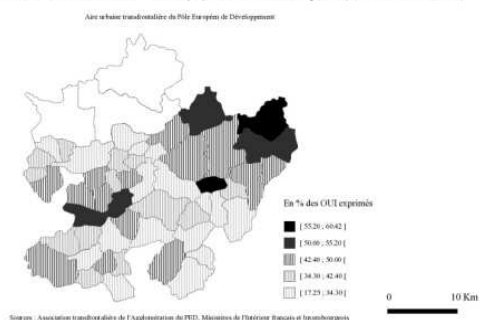 Aire urbaine transfrontalière du Pôle Européen de Développement
En % des OUI exprimés
[ 55.20 ; 60.42 ]
[ 50.00 ; 55.20 [
[ 42.40 ; 50.00 [
[ 34.30 ; 42.40 [
[ 17.25 ; 34.30 [
0 10 Km
Sources : Association transfrontalière de l'Agglomération du PED, Ministères de l'Intérieur français et luxembourgeois